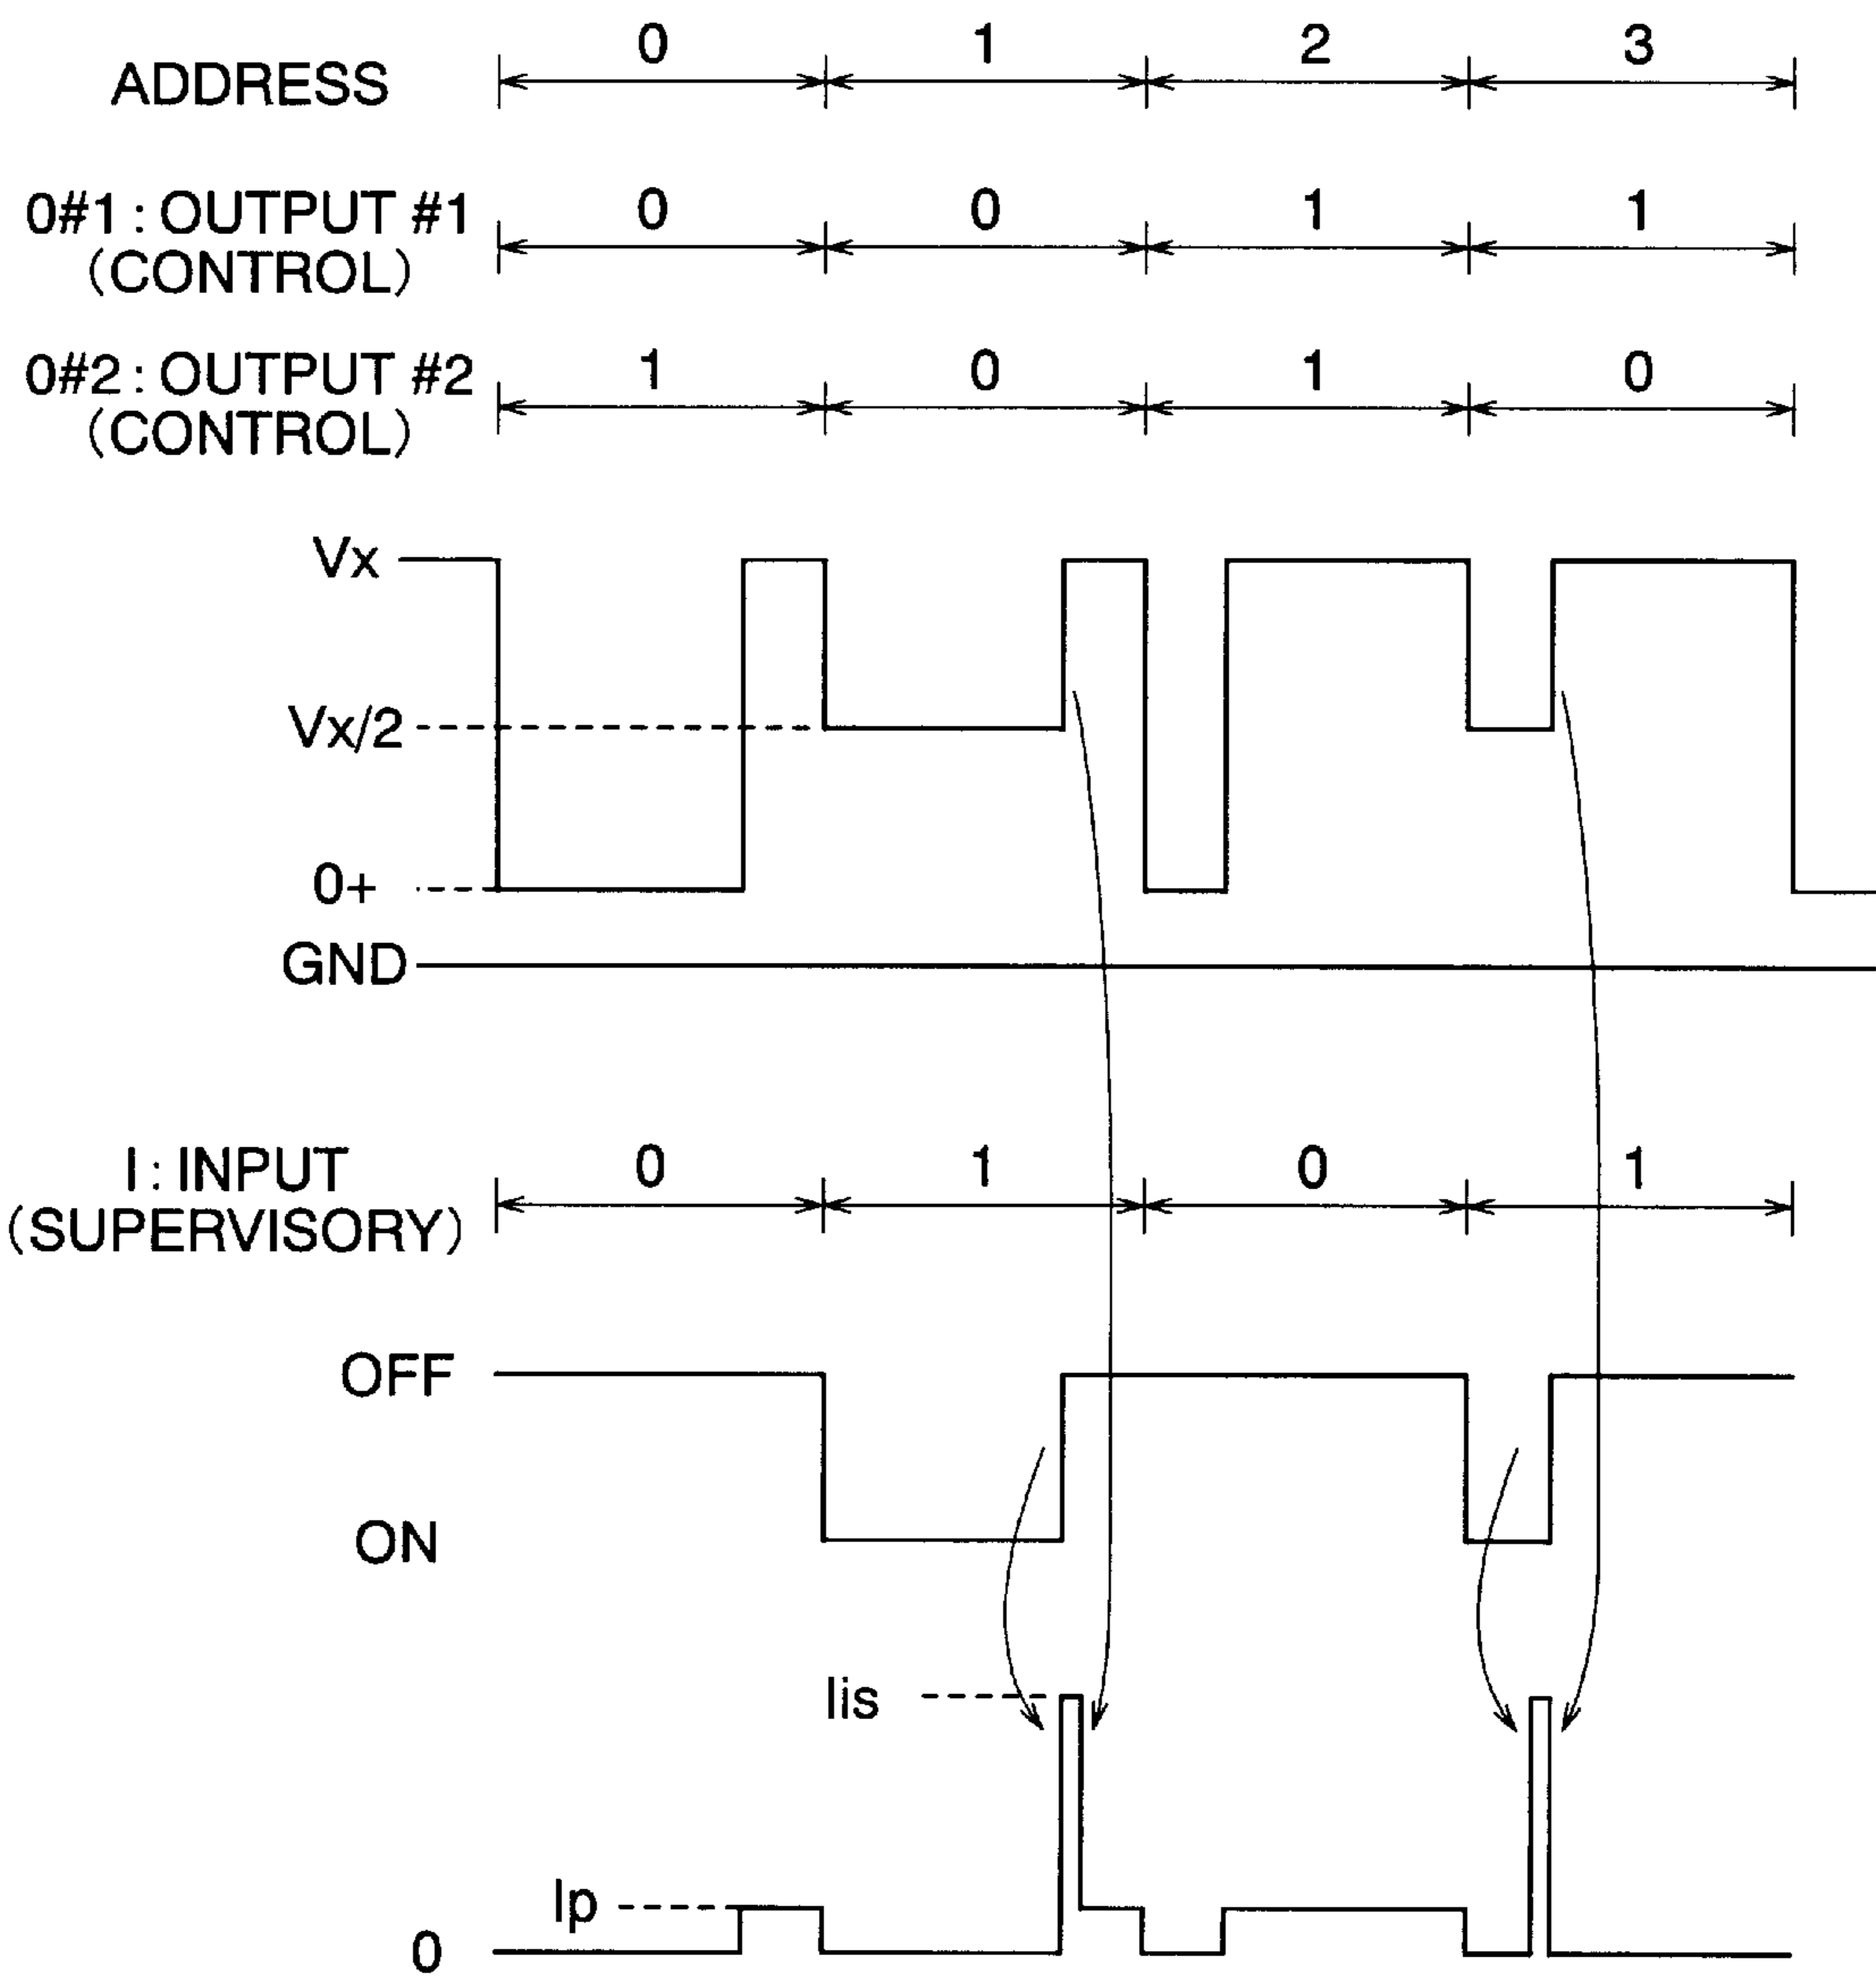 0 1 2 3
ADDRESS
0#1 : OUTPUT #1 0 0 1 1
(CONTROL)
0#2 : OUTPUT #2 1 0 1 0
(CONTROL)
Vx
Vx/2
0+
GND
I : INPUT 0 1 0 1
(SUPERVISORY)
OFF
ON
Iis
Ip
0